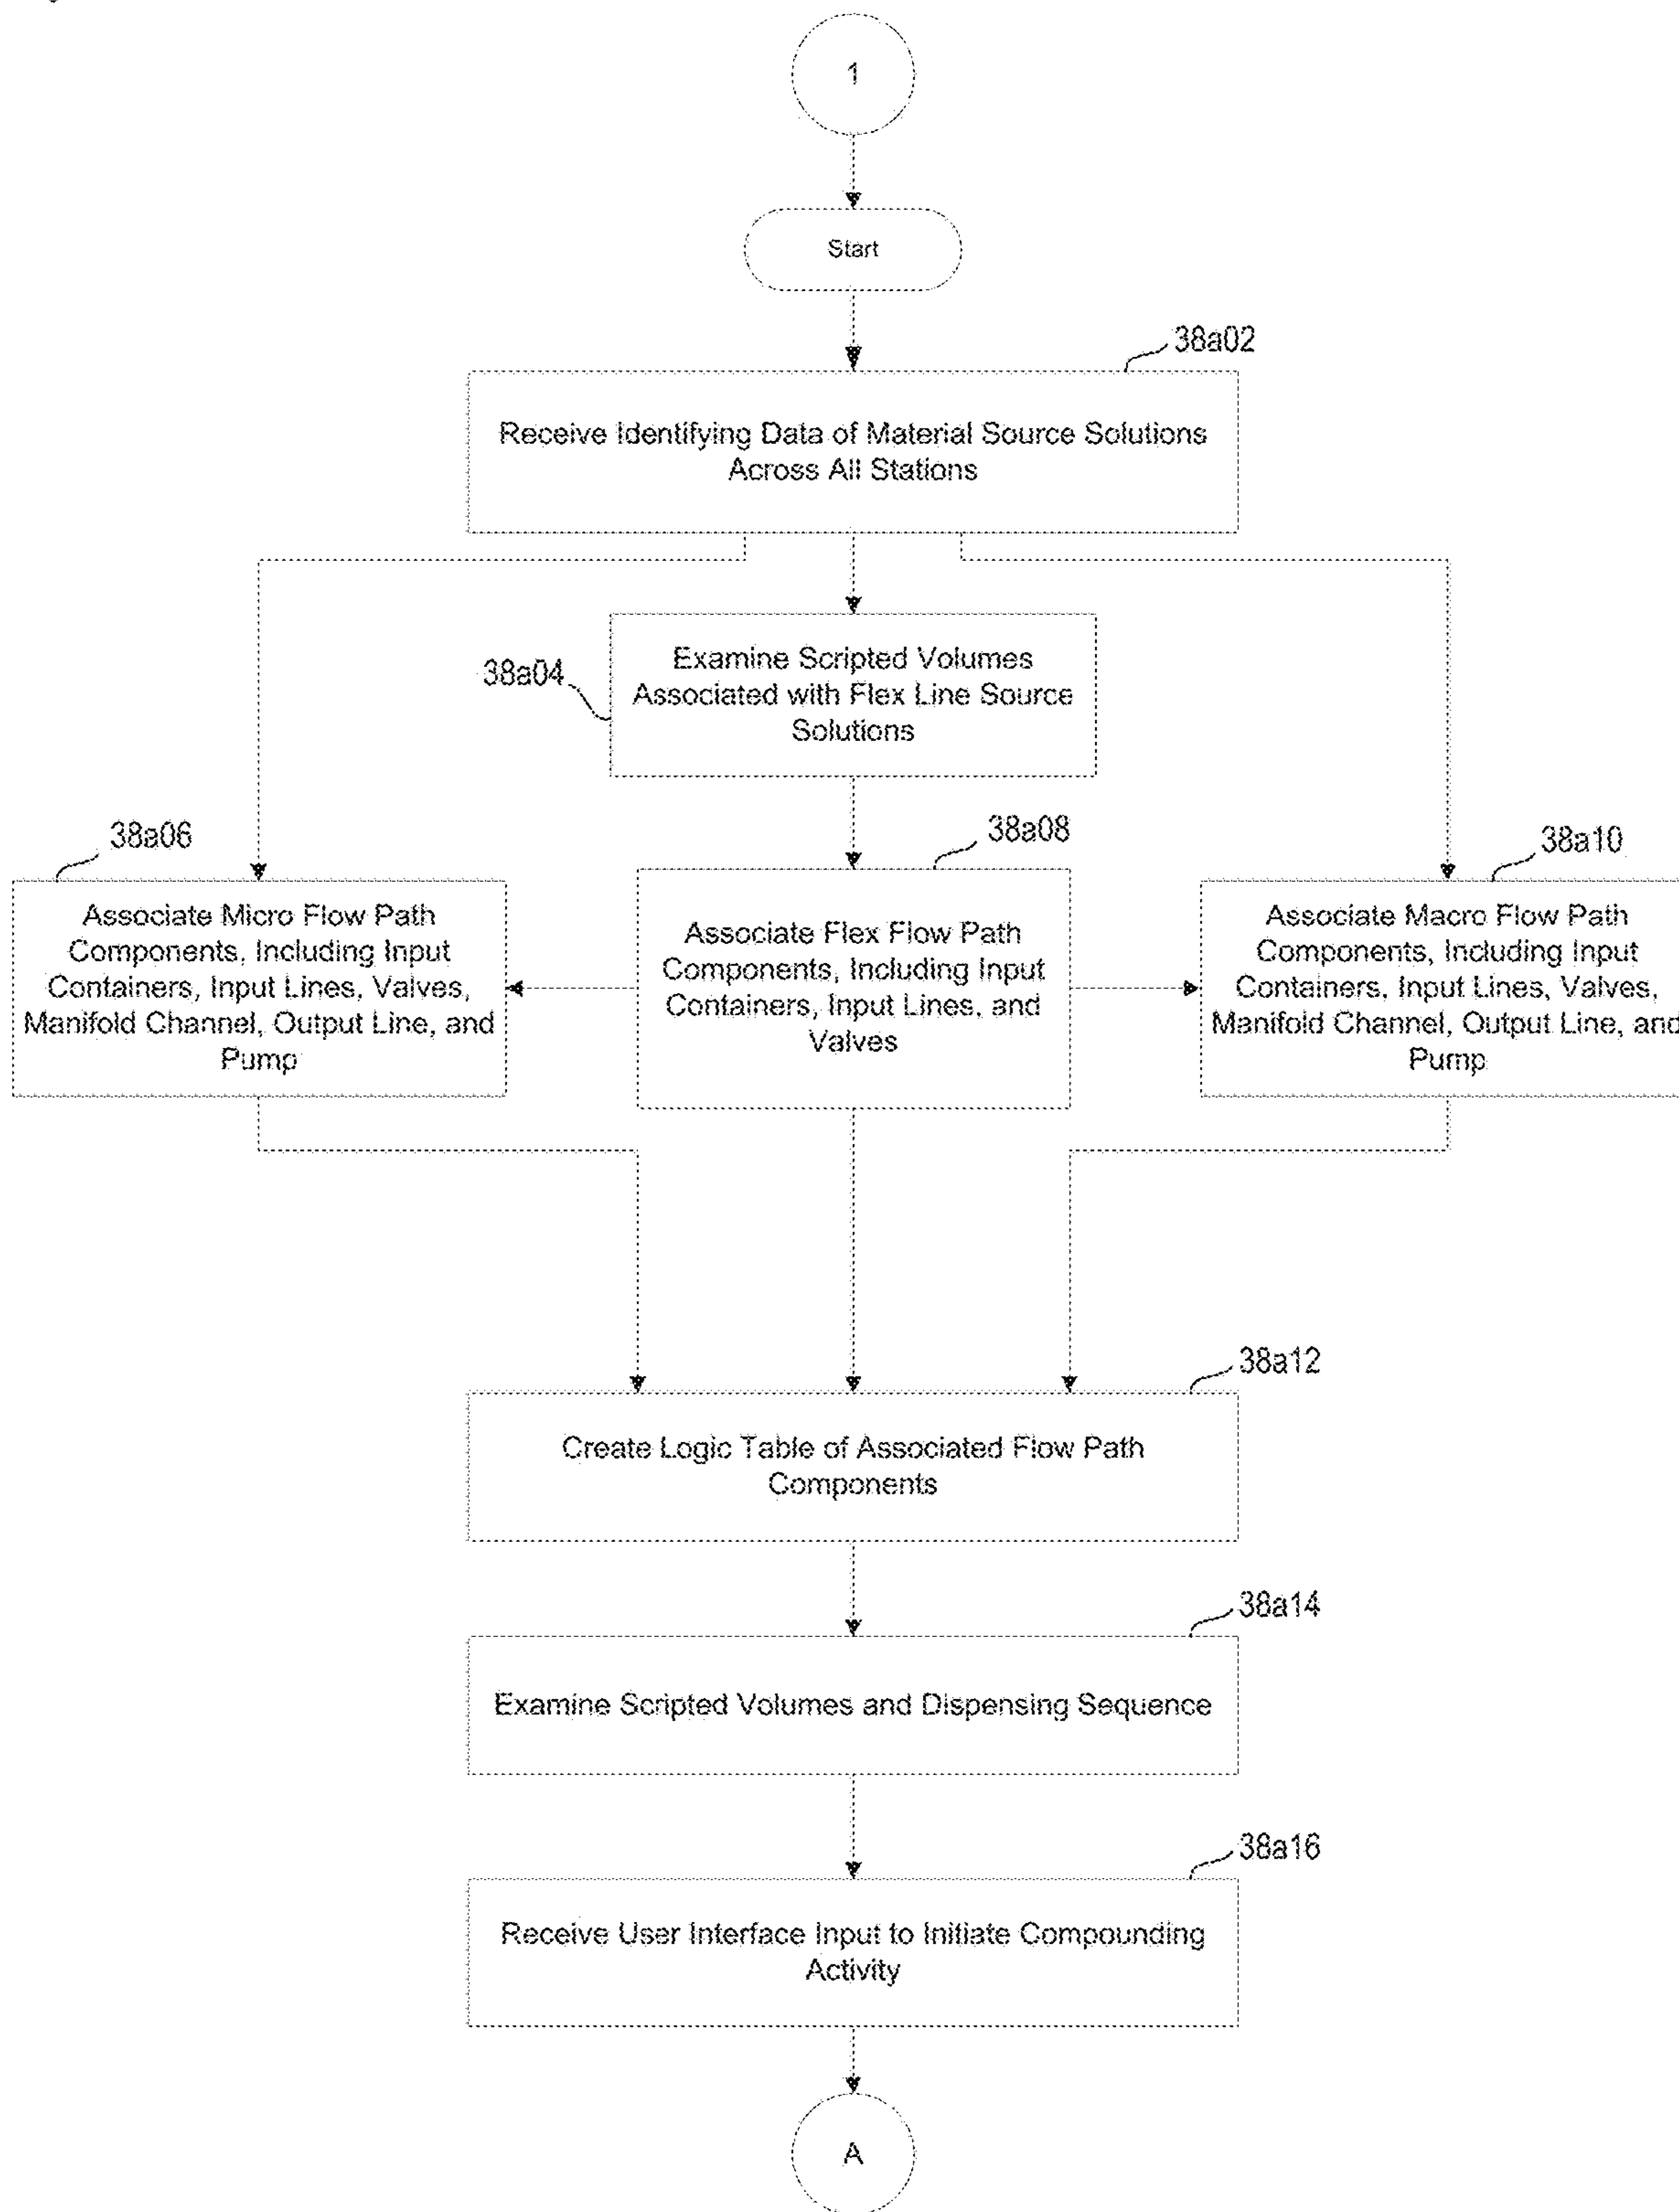 1
Start
38a02
Receive Identifying Data of Material Source Solutions
Across All Stations
38a04
Examine Scripted Volumes
Associated with Flex Line Source
Solutions
38a06
Associate Micro Flow Path
Components, Including Input
Containers, Input Lines, Valves,
Manifold Channel, Output Line, and
Pump
38a08
Associate Flex Flow Path
Components, Including Input
Containers, Input Lines, and
Valves
38a10
Associate Macro Flow Path
Components, Including Input
Containers, Input Lines, Valves,
Manifold Channel, Output Line, and
Pump
38a12
Create Logic Table of Associated Flow Path
Components
38a14
Examine Scripted Volumes and Dispensing Sequence
38a16
Receive User Interface Input to Initiate Compounding
Activity
A